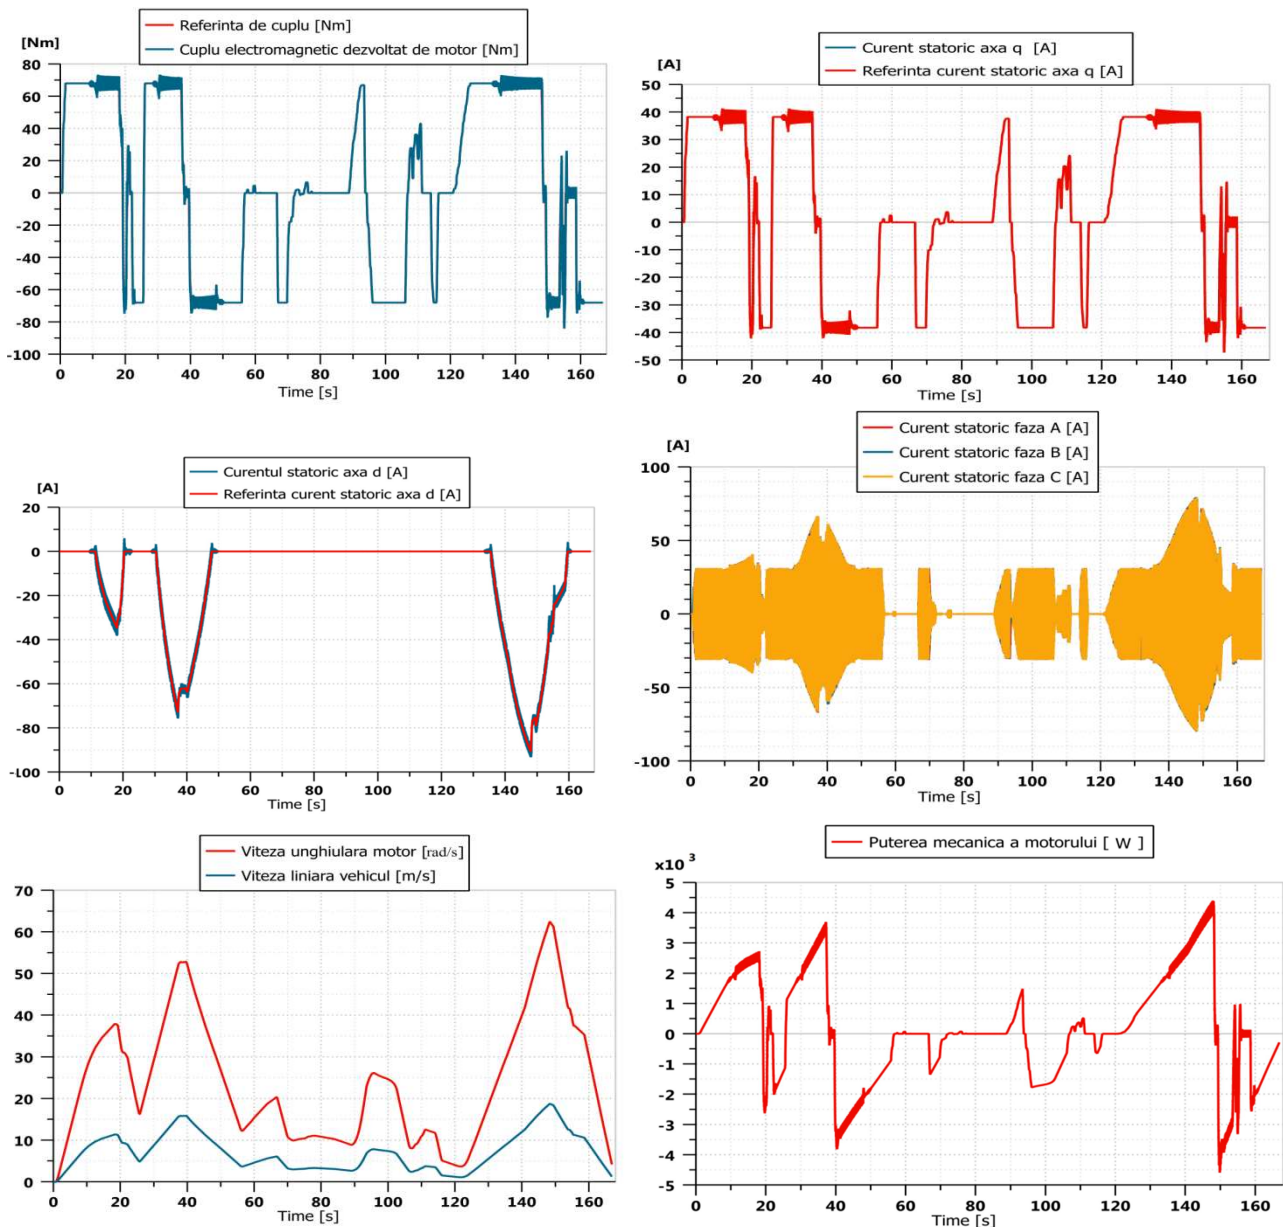 Referinta de cuplu [Nm]
Cuplu electromagnetic dezvoltat de motor [Nm]
[Nm]
80
60
40
20
0
-20
-40
-60
-80
-100
0 20 40 60 80 100 120 140 160
Time [s]
Curent statoric axa q [A]
Referinta curent statoric axa q [A]
[A]
50
40
30
20
10
0
-10
-20
-30
-40
-50
0 20 40 60 80 100 120 140 160
Time [s]
Curentul statoric axa d [A]
Referinta curent statoric axa d [A]
[A]
20
0
-20
-40
-60
-80
-100
0 20 40 60 80 100 120 140 160
Time [s]
Curent statoric faza A [A]
Curent statoric faza B [A]
Curent statoric faza C [A]
[A]
100
50
0
-50
-100
0 20 40 60 80 100 120 140 160
Time [s]
Viteza unghiulara motor [rad/s]
Viteza liniara vehicul [m/s]
70
60
50
40
30
20
10
0
0 20 40 60 80 100 120 140 160
Time [s]
Puterea mecanica a motorului [ W ]
x10 3
5
4
3
2
1
0
-1
-2
-3
-4
-5
0 20 40 60 80 100 120 140 160
Time [s]